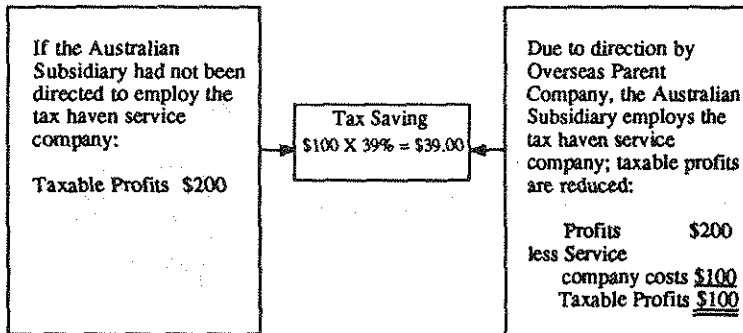 If the Australian
Subsidiary had not been
directed to employ the
tax haven service
company:
Taxable Profits $200
Tax Saving
$100 X 39% = $39.00
Due to direction by
Overseas Parent
Company, the Australian
Subsidiary employs the
tax haven service
company; taxable profits
are reduced:
Profits $200
less Service
company costs $100
Taxable Profits $100